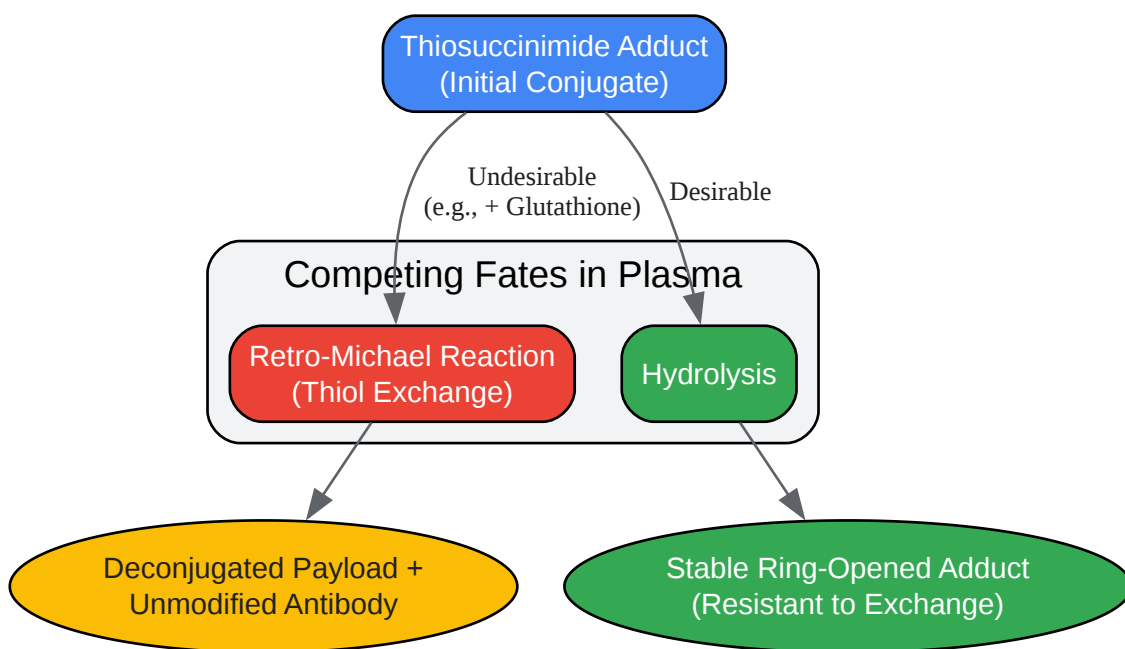 Thiosuccinimide Adduct
(Initial Conjugate)
Undesirable
(e.g., + Glutathione)
Desirable
Competing Fates in Plasma
Retro-Michael Reaction
(Thiol Exchange)
Hydrolysis
Deconjugated Payload +
Unmodified Antibody
Stable Ring-Opened Adduct
(Resistant to Exchange)